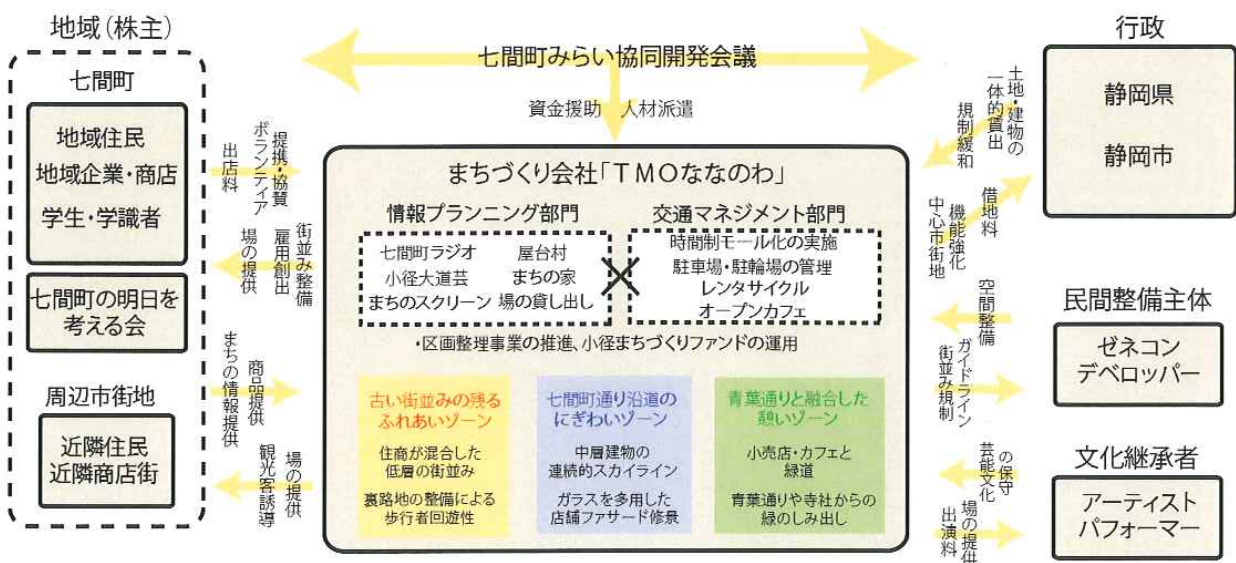 地域(株主)
七間町
地域住民
地域企業・商店
学生・学識者
七間町の明日を
考える会
周辺市街地
近隣住民
近隣商店街
提携・協賛
ボランティア
出店料
街並み整備
雇用創出
場の提供
商品提供
まちの情報提供
場の提供
観光客誘導
七間町みらい協同開発会議
資金援助 人材派遣
まちづくり会社「TMOななのわ」
情報プランニング部門
七間町ラジオ 屋台村
小径大道芸 まちの家
まちのスクリーン 場の貸し出し
交通マネジメント部門
時間制モール化の実施
駐車場・駐輪場の管理
レンタサイクル
オープンカフェ
・区画整理事業の推進、小径まちづくりファンドの運用
古い街並みの残る
ふれあいゾーン
住商が混合した
低層の街並み
裏路地の整備による
歩行者回遊性
七間町通り沿道の
にぎわいゾーン
中層建物の
連続的スカイライン
ガラスを多用した
店舗ファサード修景
青葉通りと融合した
憩いゾーン
小売店・カフェと
緑道
青葉通りや寺社からの
緑のしみ出し
土地・建物の
一体的賃出
規制緩和
借地料
機能強化
中心市街地
空間整備
ガイドライン
街並み規制
の保守
芸能文化
場の提供
出演料
行政
静岡県
静岡市
民間整備主体
ゼネコン
デベロッパー
文化継承者
アーティスト
パフォーマー